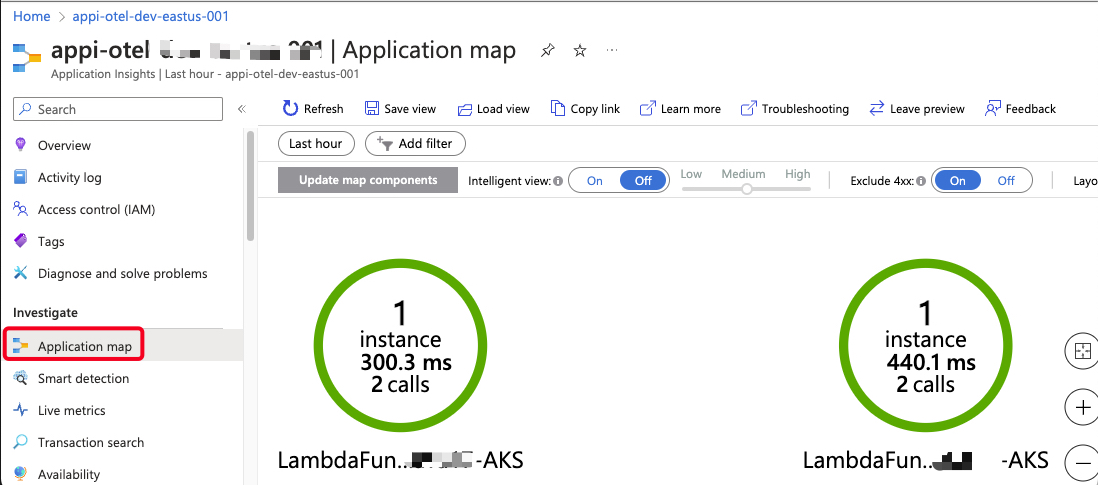 Home > appi-otel-dev-eastus-001
appi-otel 001 | Application map
Application Insights | Last hour - appi-otel-dev-eastus-001
Search
Refresh Save view Load view Copy link Learn more Troubleshooting Leave preview Feedback
Overview
Activity log
Access control (IAM)
Tags
Diagnose and solve problems
Investigate
Application map
Smart detection
Live metrics
Transaction search
Availability
Last hour Add filter
Update map components Intelligent view: On Off Low Medium High Exclude 4xx: On Off Layo
1
instance
300.3 ms
2 calls
LambdaFun.. -AKS
1
instance
440.1 ms
2 calls
LambdaFun.. -AKS